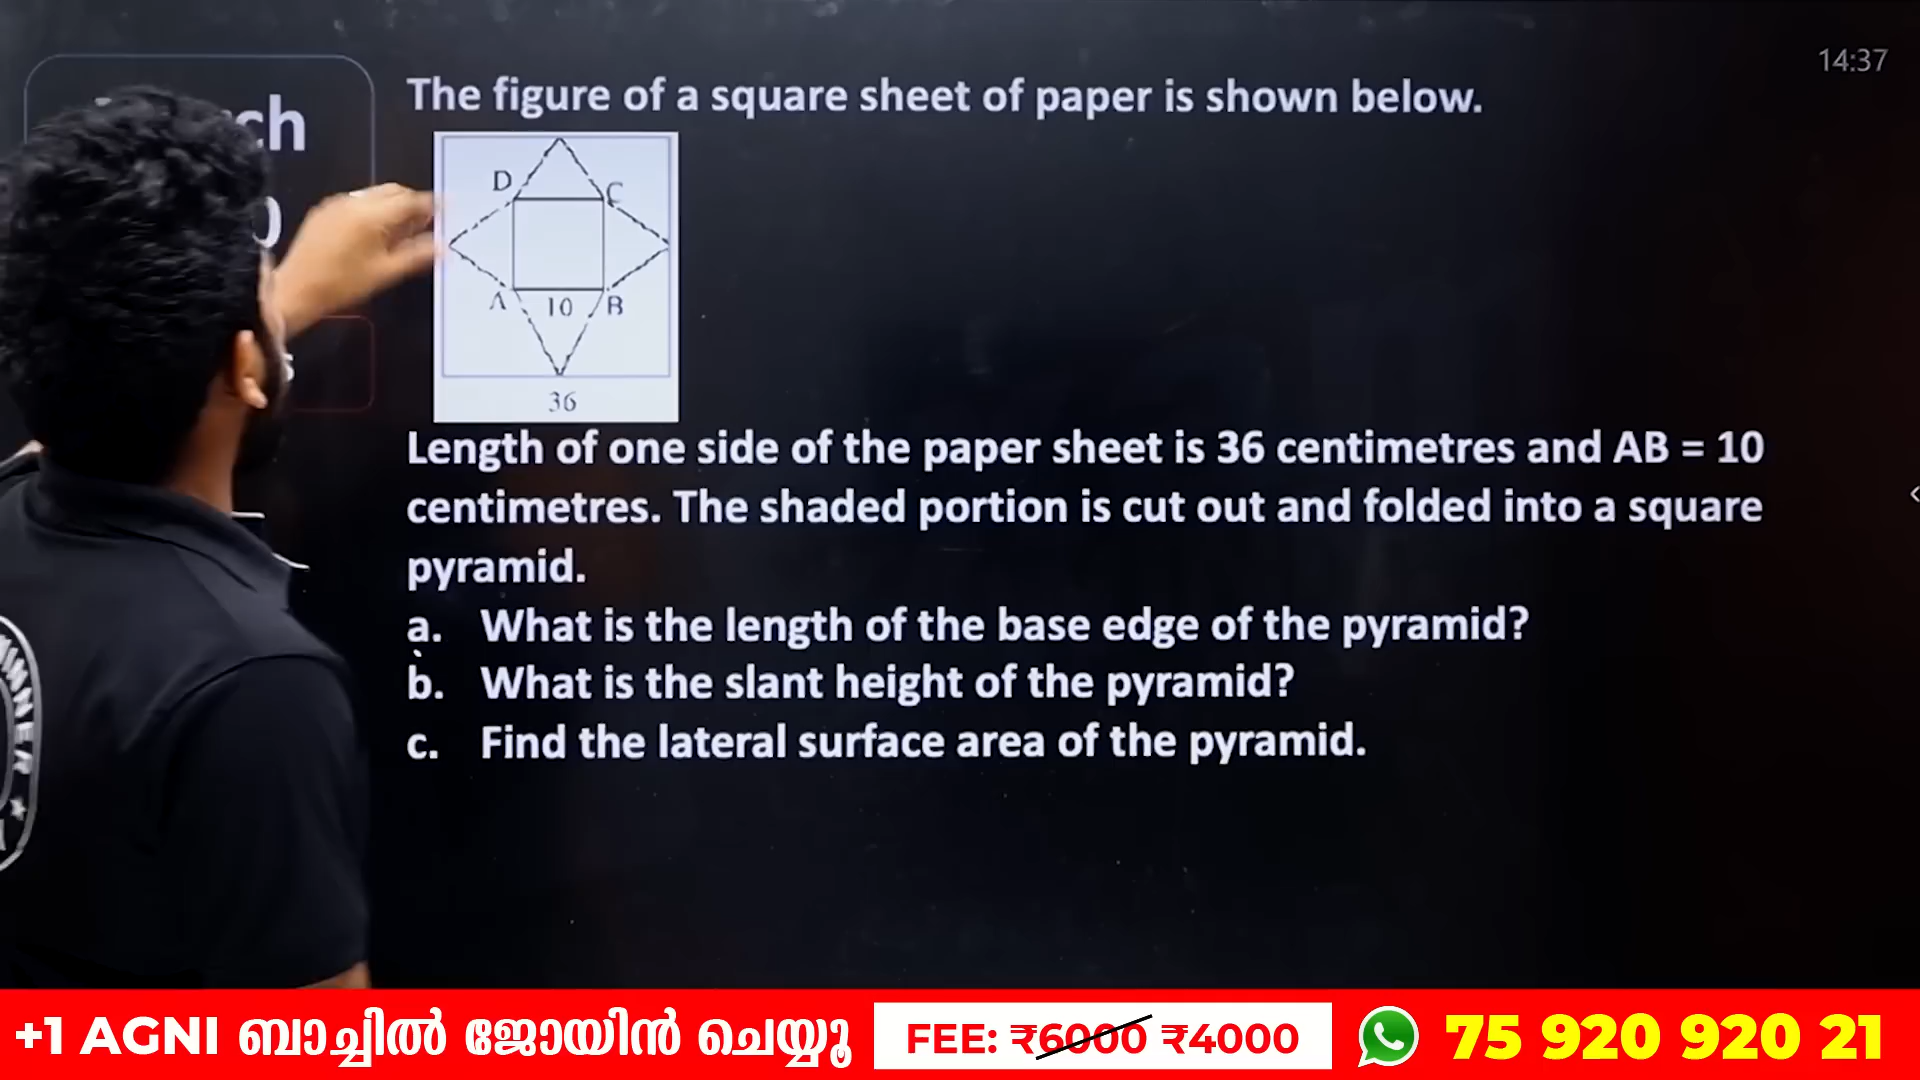 14:37
ch
The figure of a square sheet of paper is shown below.
D
C
A
10
B
36
Length of one side of the paper sheet is 36 centimetres and AB = 10
centimetres. The shaded portion is cut out and folded into a square
pyramid.
a. What is the length of the base edge of the pyramid?
b. What is the slant height of the pyramid?
c. Find the lateral surface area of the pyramid.
+1 AGNI ബാച്ചിൽ ജോയിൻ ചെയ്യൂ
FEE: ₹6000 ₹4000
75 920 920 21